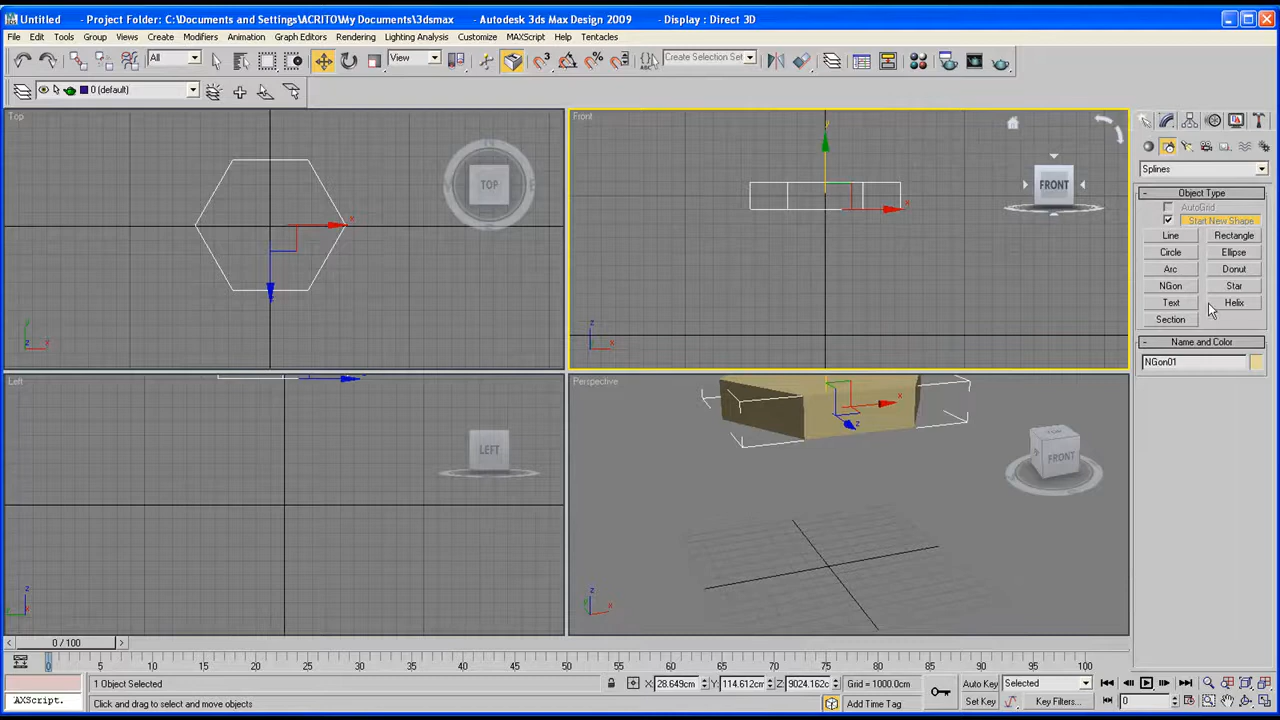 Untitled - Project Folder: C:\Documents and Settings\ACRITO\My Documents\3dsmax - Autodesk 3ds Max Design 2009 - Display : Direct 3D
File Edit Tools Group Views Create Modifiers Animation Graph Editors Rendering Lighting Analysis Customize MAXScript Help Tentacles
All View 3 Create Selection Set
0 (default)
Top
TOP
Front
FRONT
y
x
z
x
Left
LEFT
Perspective
FRONT
Splines
- Object Type
AutoGrid
Start New Shape
Line Rectangle
Circle Ellipse
Arc Donut
NGon Star
Text Helix
Section
- Name and Color
NGon01
< 0 / 100 >
0 5 10 15 20 25 30 35 40 45 50 55 60 65 70 75 80 85 90 95 100
1 Object Selected X: 28.649cm Y: 114.612cm Z: 9024.162c Grid = 1000.0cm Auto Key Selected
AXScript. Click and drag to select and move objects Add Time Tag Set Key Key Filters... 0